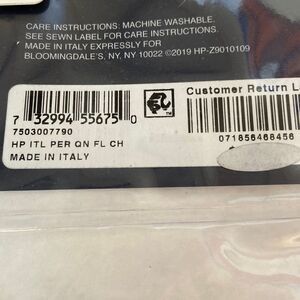 CARE INSTRUCTIONS: MACHINE WASHABLE.
SEE SEWN LABEL FOR CARE INSTRUCTIONS.
MADE IN ITALY EXPRESSLY FOR
BLOOMINGDALE'S, NY, NY 10022 ©2019 HP-Z9010109
Customer Return L
7 32994 55675 0
7503007790
HP ITL PER QN FL CH
MADE IN ITALY
071856468456
TM